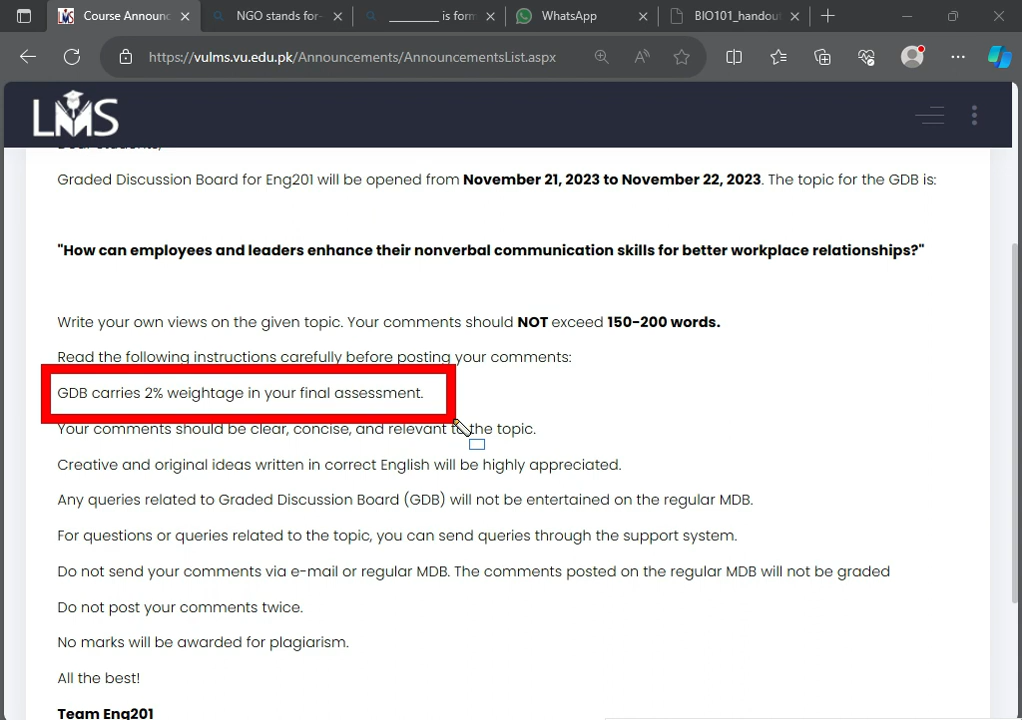 Course Announc
NGO stands for-
________ is form
WhatsApp
BIO101_handout
https://vulms.vu.edu.pk/Announcements/AnnouncementsList.aspx
LMS
Dear Students,
Graded Discussion Board for Eng201 will be opened from November 21, 2023 to November 22, 2023. The topic for the GDB is:
"How can employees and leaders enhance their nonverbal communication skills for better workplace relationships?"
Write your own views on the given topic. Your comments should NOT exceed 150-200 words.
Read the following instructions carefully before posting your comments:
GDB carries 2% weightage in your final assessment.
Your comments should be clear, concise, and relevant to the topic.
Creative and original ideas written in correct English will be highly appreciated.
Any queries related to Graded Discussion Board (GDB) will not be entertained on the regular MDB.
For questions or queries related to the topic, you can send queries through the support system.
Do not send your comments via e-mail or regular MDB. The comments posted on the regular MDB will not be graded
Do not post your comments twice.
No marks will be awarded for plagiarism.
All the best!
Team Eng201